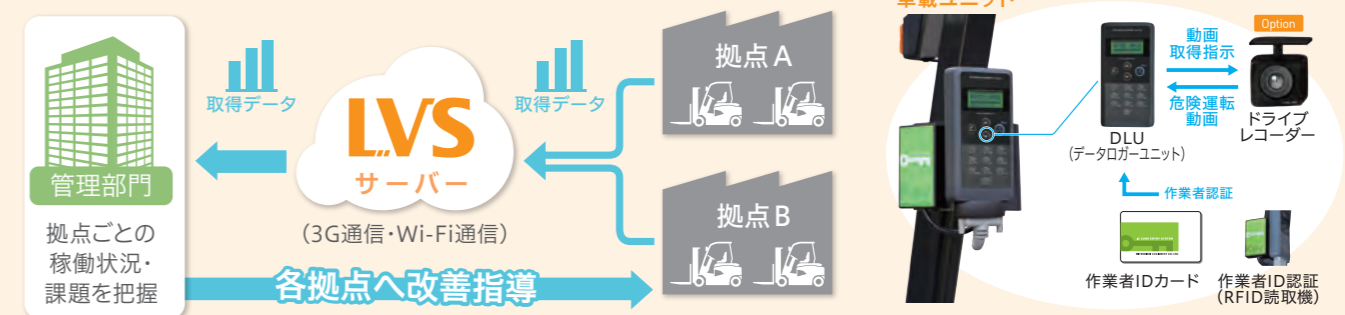 管理部門
拠点ごとの
稼働状況・
課題を把握
取得データ
LVS
サーバー
(3G通信・Wi-Fi通信)
取得データ
拠点A
拠点B
各拠点へ改善指導
車載ユニット
DLU
(データロガーユニット)
動画
取得指示
危険運転
動画
Option
ドライブ
レコーダー
作業者認証
作業者IDカード
作業者ID認証
(RFID読取機)